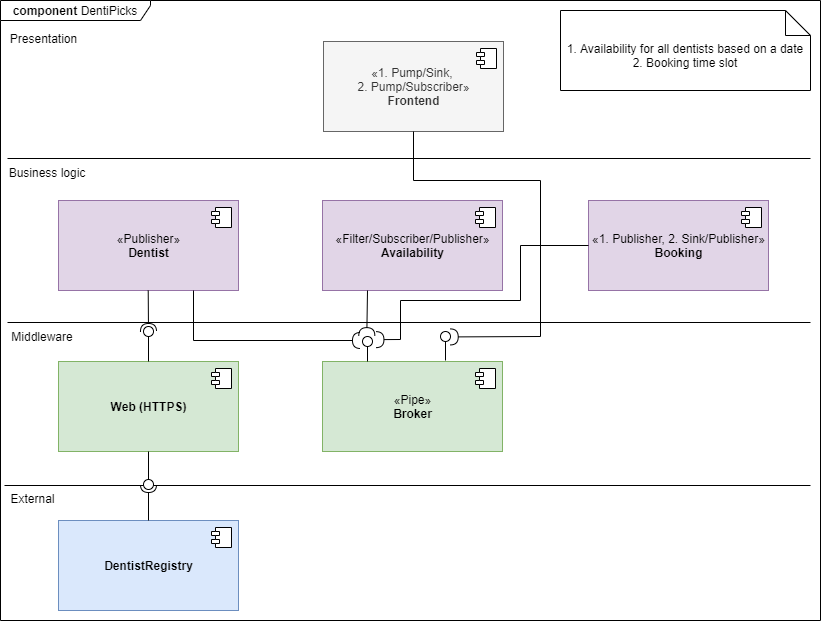 component DentiPicks
Presentation
1. Availability for all dentists based on a date
2. Booking time slot
«1. Pump/Sink,
2. Pump/Subscriber»
Frontend
Business logic
«Publisher»
Dentist
«Filter/Subscriber/Publisher»
Availability
«1. Publisher, 2. Sink/Publisher»
Booking
Middleware
Web (HTTPS)
«Pipe»
Broker
External
DentistRegistry